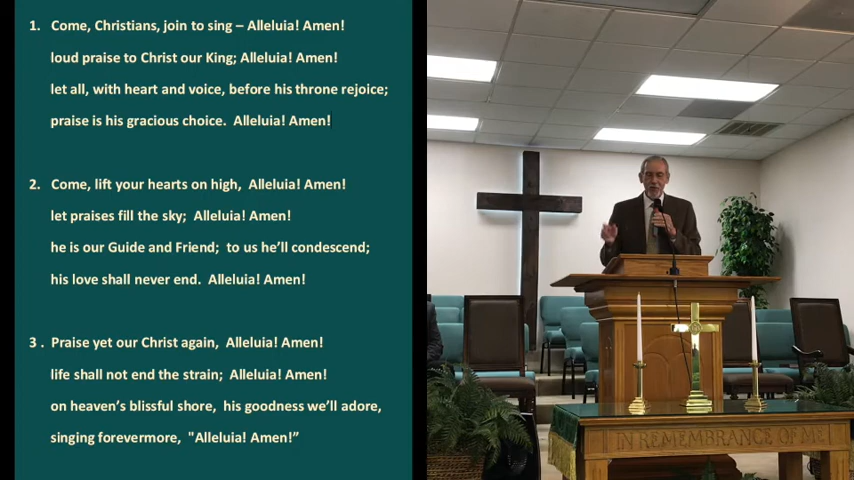 1. Come, Christians, join to sing – Alleluia! Amen!
loud praise to Christ our King; Alleluia! Amen!
let all, with heart and voice, before his throne rejoice;
praise is his gracious choice. Alleluia! Amen!
2. Come, lift your hearts on high, Alleluia! Amen!
let praises fill the sky; Alleluia! Amen!
he is our Guide and Friend; to us he’ll condescend;
his love shall never end. Alleluia! Amen!
3 . Praise yet our Christ again, Alleluia! Amen!
life shall not end the strain; Alleluia! Amen!
on heaven’s blissful shore, his goodness we’ll adore,
singing forevermore, "Alleluia! Amen!”
IN REMEMBRANCE OF ME